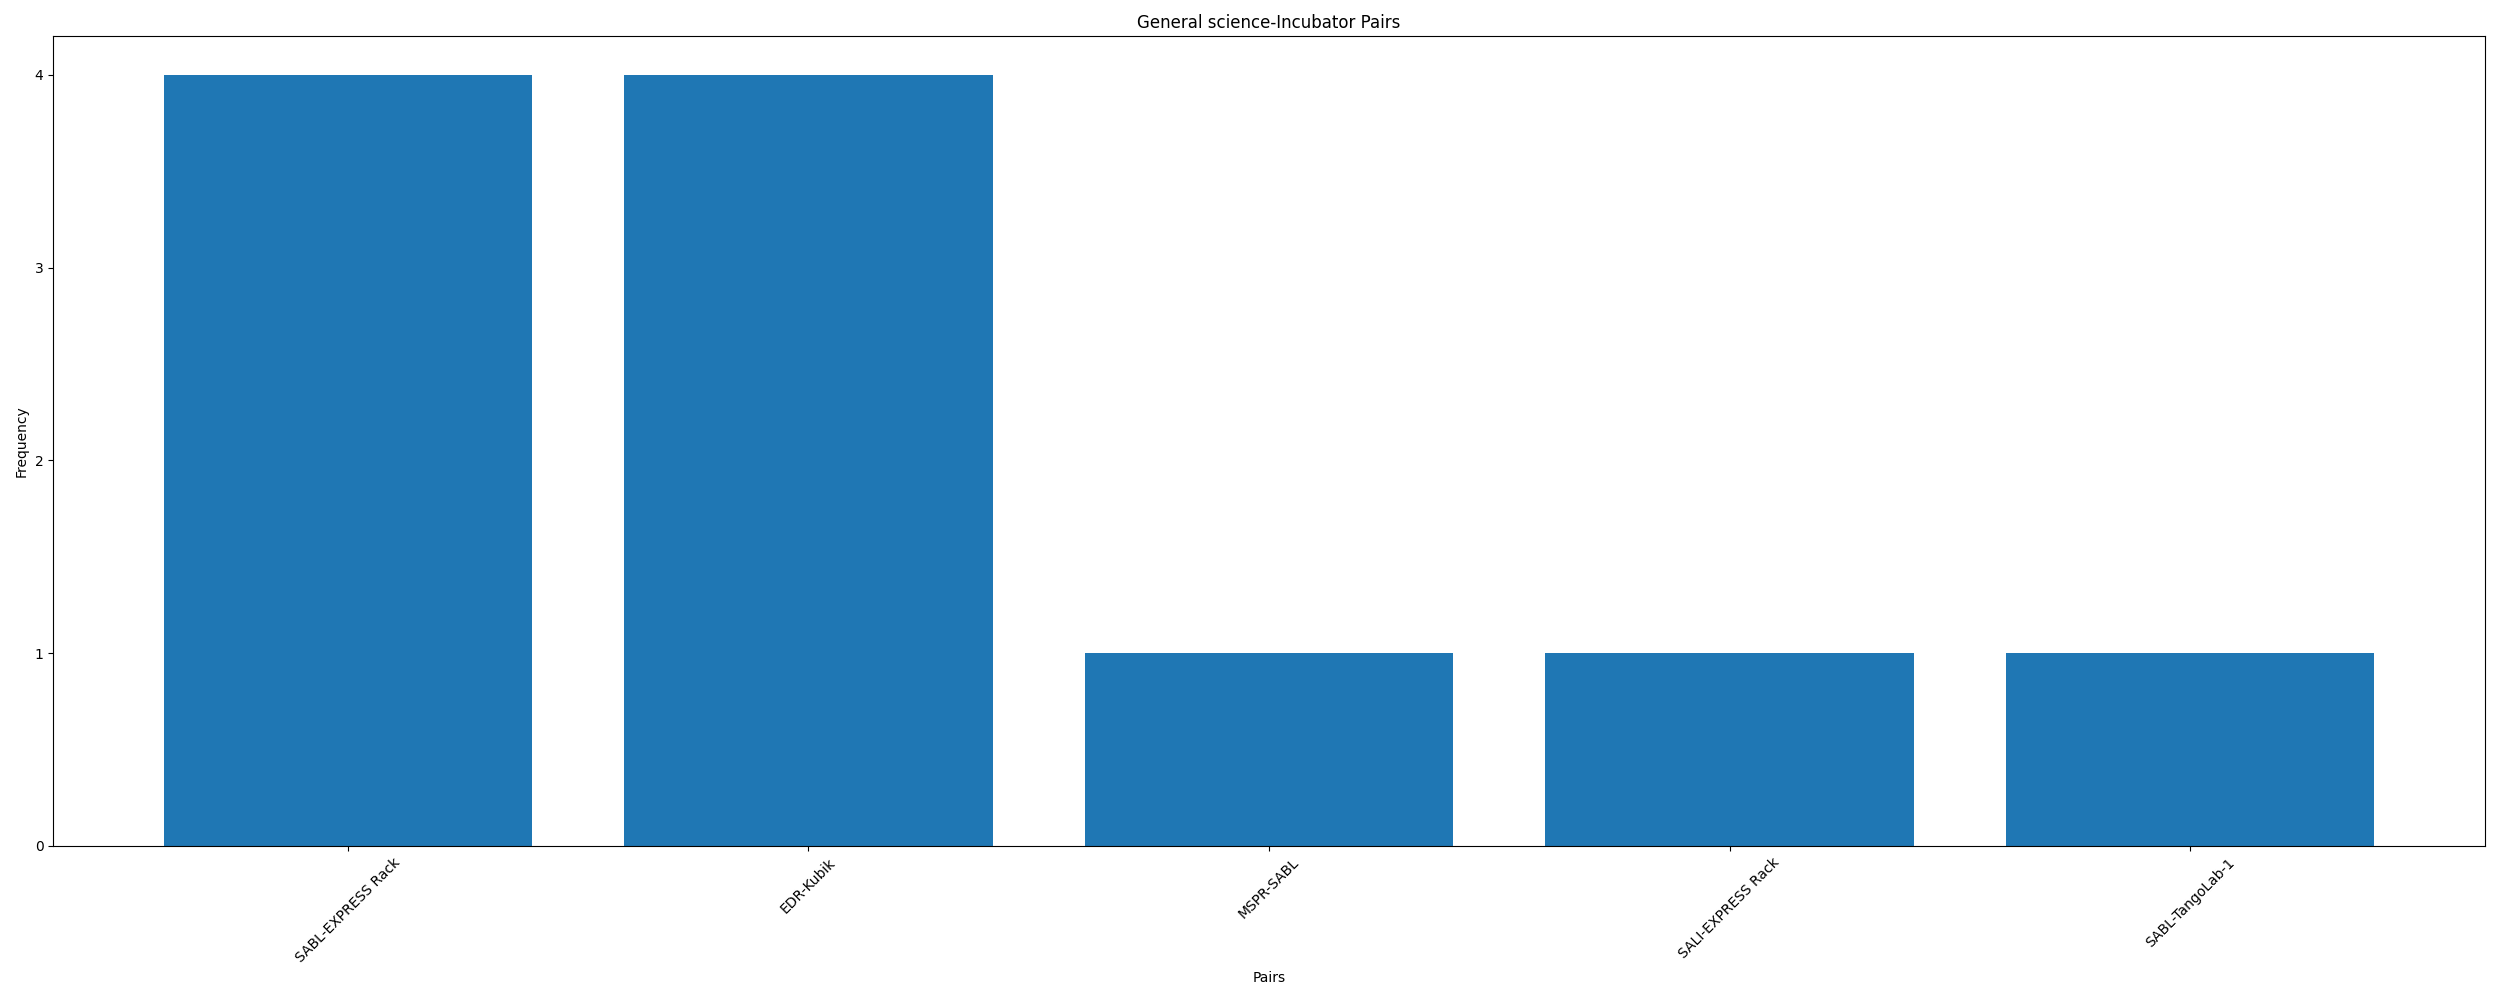 General science-Incubator Pairs
Frequency
4
3
2
1
0
SABL-EXPRESS Rack
EDR-Kubik
MSPR-SABL
SALI-EXPRESS Rack
SABL-TangoLab-1
Pairs